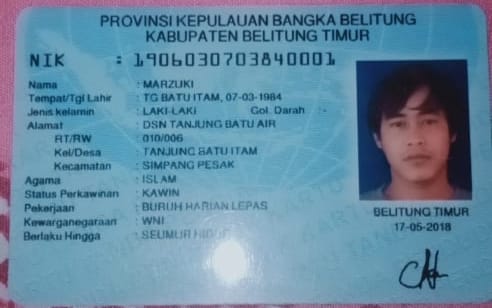 PROVINSI KEPULAUAN BANGKA BELITUNG
KABUPATEN BELITUNG TIMUR
NIK : 1906030703840001
Nama : MARZUKI
Tempat/Tgl Lahir : TG BATU ITAM, 07-03-1984
Jenis kelamin : LAKI-LAKI Gol. Darah : -
Alamat : DSN TANJUNG BATU AIR
RT/RW : 010/006
Kel/Desa : TANJUNG BATU ITAM
Kecamatan : SIMPANG PESAK
Agama : ISLAM
Status Perkawinan : KAWIN
Pekerjaan : BURUH HARIAN LEPAS
Kewarganegaraan : WNI
Berlaku Hingga : SEUMUR HIDUP
BELITUNG TIMUR
17-05-2018